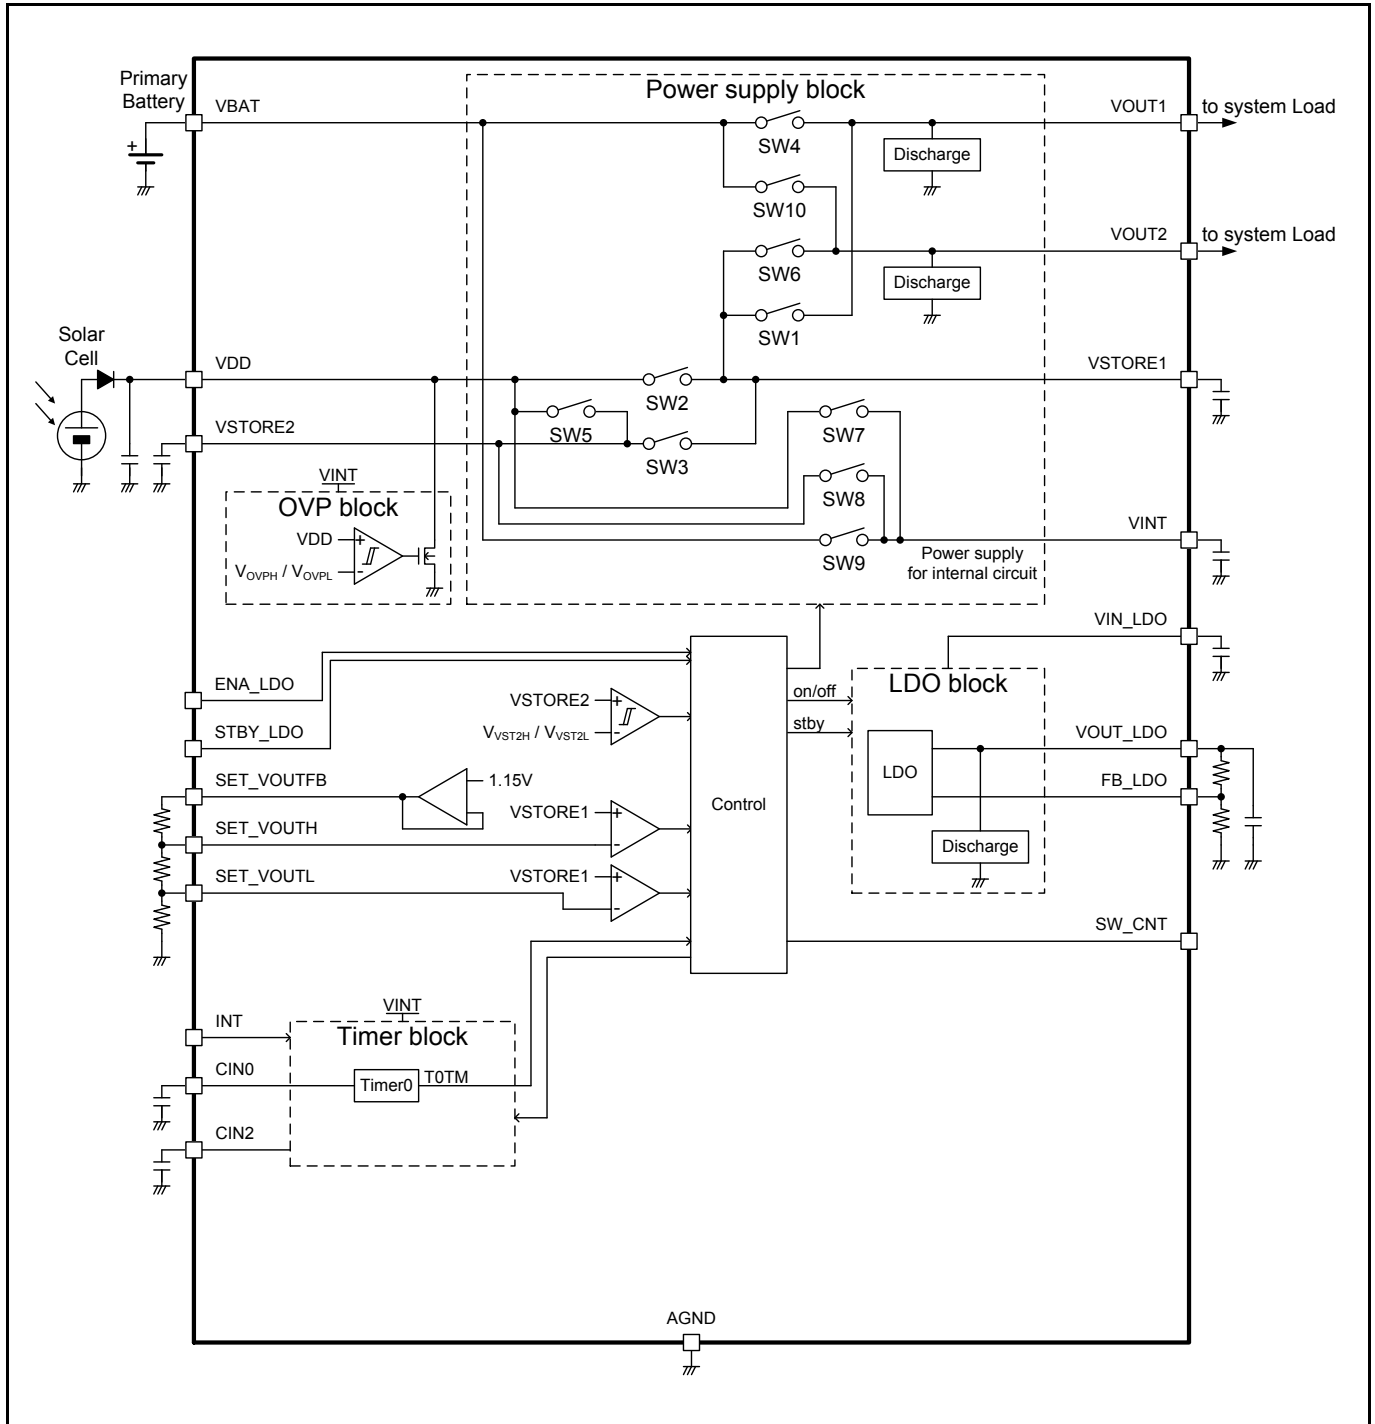 Primary
Battery
VBAT
Power supply block
VOUT1
to system Load
+
SW4
Discharge
SW10
VOUT2
to system Load
SW6
Discharge
SW1
Solar
Cell
VDD
VSTORE1
SW2
VSTORE2
SW5
SW7
SW3
VINT
SW8
OVP block
VINT
VDD
+
VOVPH / VOVPL
-
SW9
Power supply
for internal circuit
VIN_LDO
ENA_LDO
LDO block
on/off
VSTORE2
+
STBY_LDO
VVST2H / VVST2L
-
stby
VOUT_LDO
LDO
SET_VOUTFB
1.15V
FB_LDO
Control
VSTORE1
+
SET_VOUTH
-
Discharge
SET_VOUTL
VSTORE1
+
-
SW_CNT
VINT
INT
Timer block
CIN0
Timer0
T0TM
CIN2
AGND